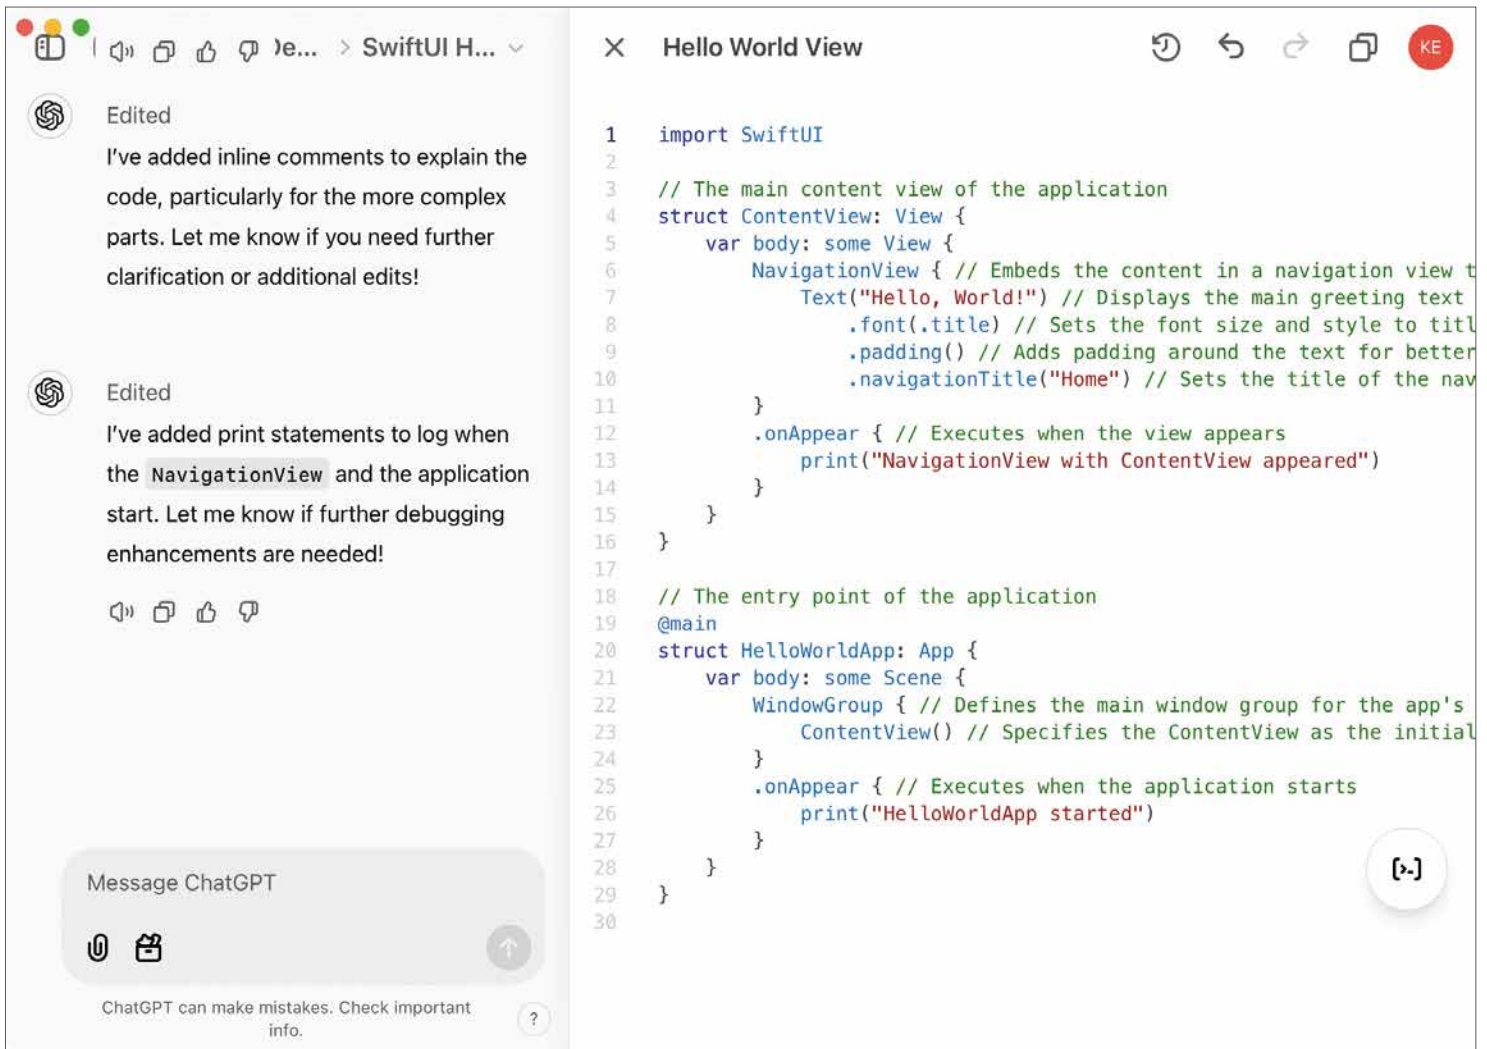 e... > SwiftUI H...
Edited
I've added inline comments to explain the
code, particularly for the more complex
parts. Let me know if you need further
clarification or additional edits!
Edited
I've added print statements to log when
the NavigationView and the application
start. Let me know if further debugging
enhancements are needed!
Message ChatGPT
ChatGPT can make mistakes. Check important
info.
?
Hello World View
KE
1 import SwiftUI
2
3 // The main content view of the application
4 struct ContentView: View {
5 var body: some View {
6 NavigationView { // Embeds the content in a navigation view t
7 Text("Hello, World!") // Displays the main greeting text
8 .font(.title) // Sets the font size and style to titl
9 .padding() // Adds padding around the text for better
10 .navigationTitle("Home") // Sets the title of the nav
11 }
12 .onAppear { // Executes when the view appears
13 print("NavigationView with ContentView appeared")
14 }
15 }
16 }
17
18 // The entry point of the application
19 @main
20 struct HelloWorldApp: App {
21 var body: some Scene {
22 WindowGroup { // Defines the main window group for the app's
23 ContentView() // Specifies the ContentView as the initial
24 }
25 .onAppear { // Executes when the application starts
26 print("HelloWorldApp started")
27 }
28 }
29 }
30